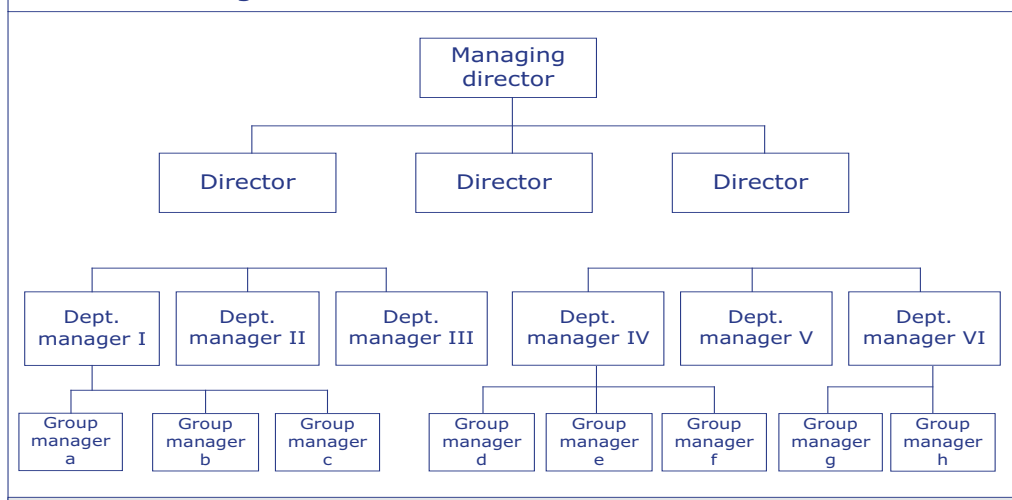 Managing
director
Director
Director
Director
Dept.
manager I
Dept.
manager II
Dept.
manager III
Dept.
manager IV
Dept.
manager V
Dept.
manager VI
Group
manager
a
Group
manager
b
Group
manager
c
Group
manager
d
Group
manager
e
Group
manager
f
Group
manager
g
Group
manager
h